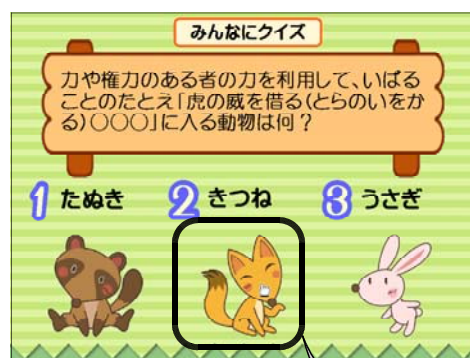 みんなにクイズ
力や権力のある者の力を利用して、いばる
ことのたとえ「虎の威を借る(とらのいをか
る)○○○」に入る動物は何?
1 たぬき 2 きつね 3 うさぎ